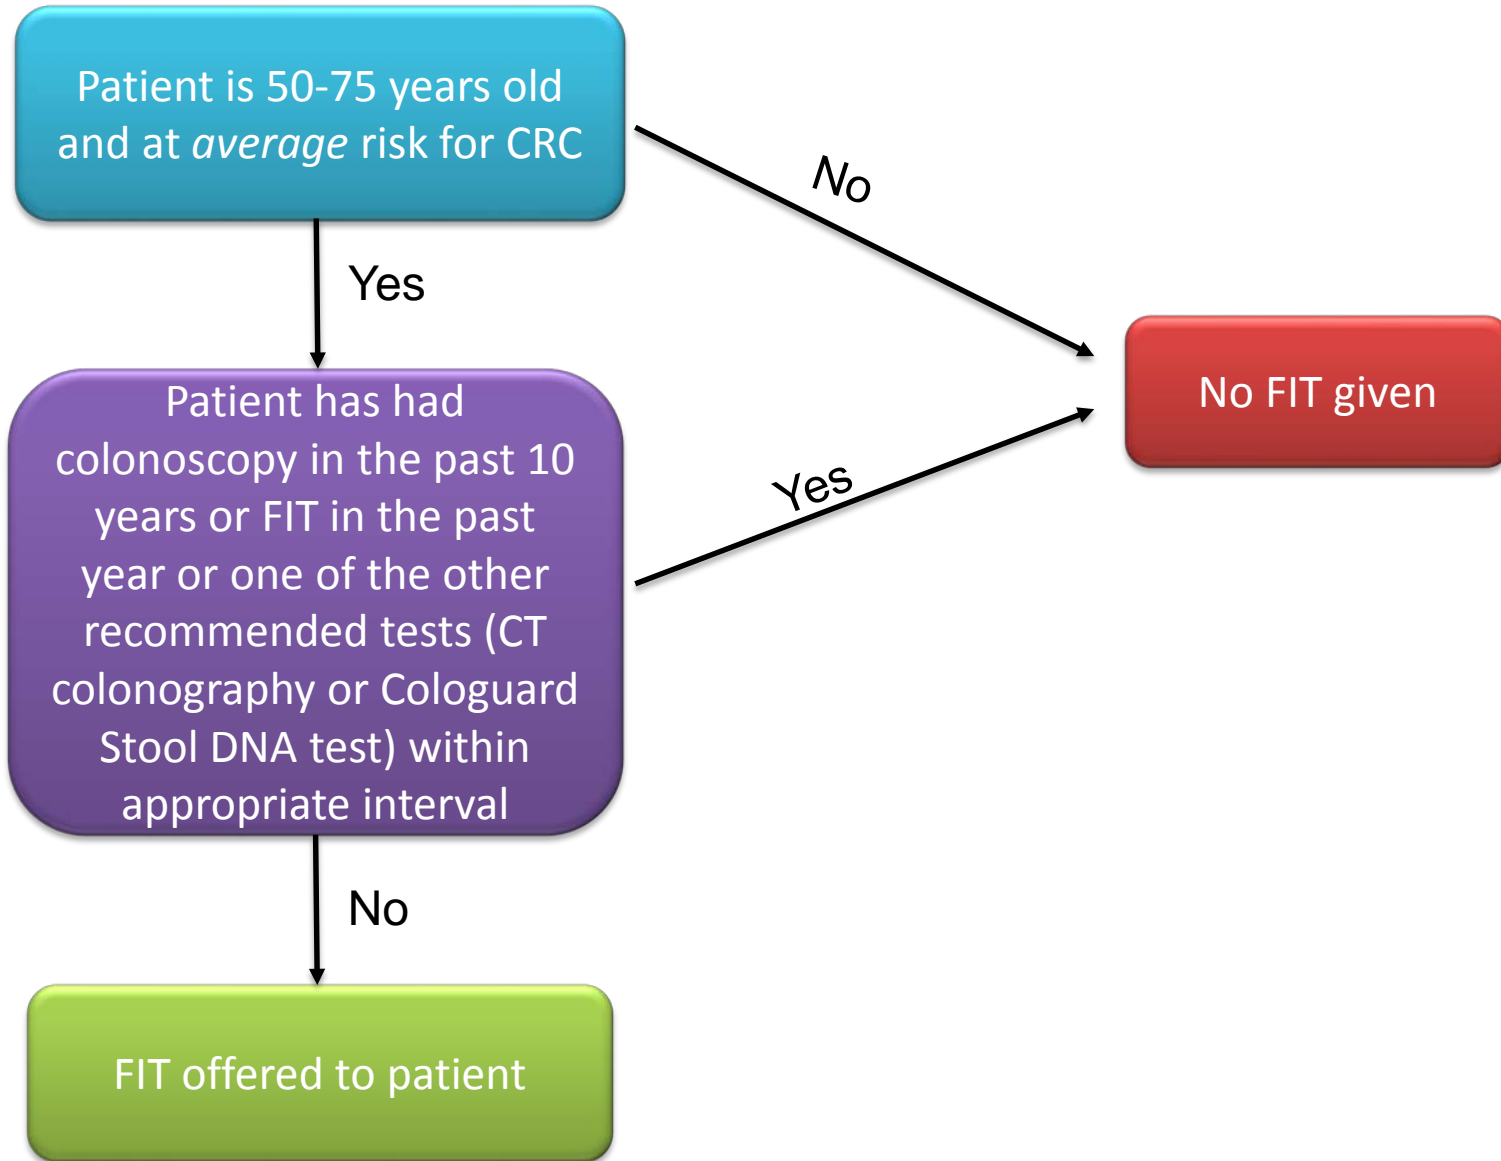 Patient is 50-75 years old
and at average risk for CRC
No
Yes
Patient has had
colonoscopy in the past 10
years or FIT in the past
year or one of the other
recommended tests (CT
colonography or Cologuard
Stool DNA test) within
appropriate interval
Yes
No FIT given
No
FIT offered to patient